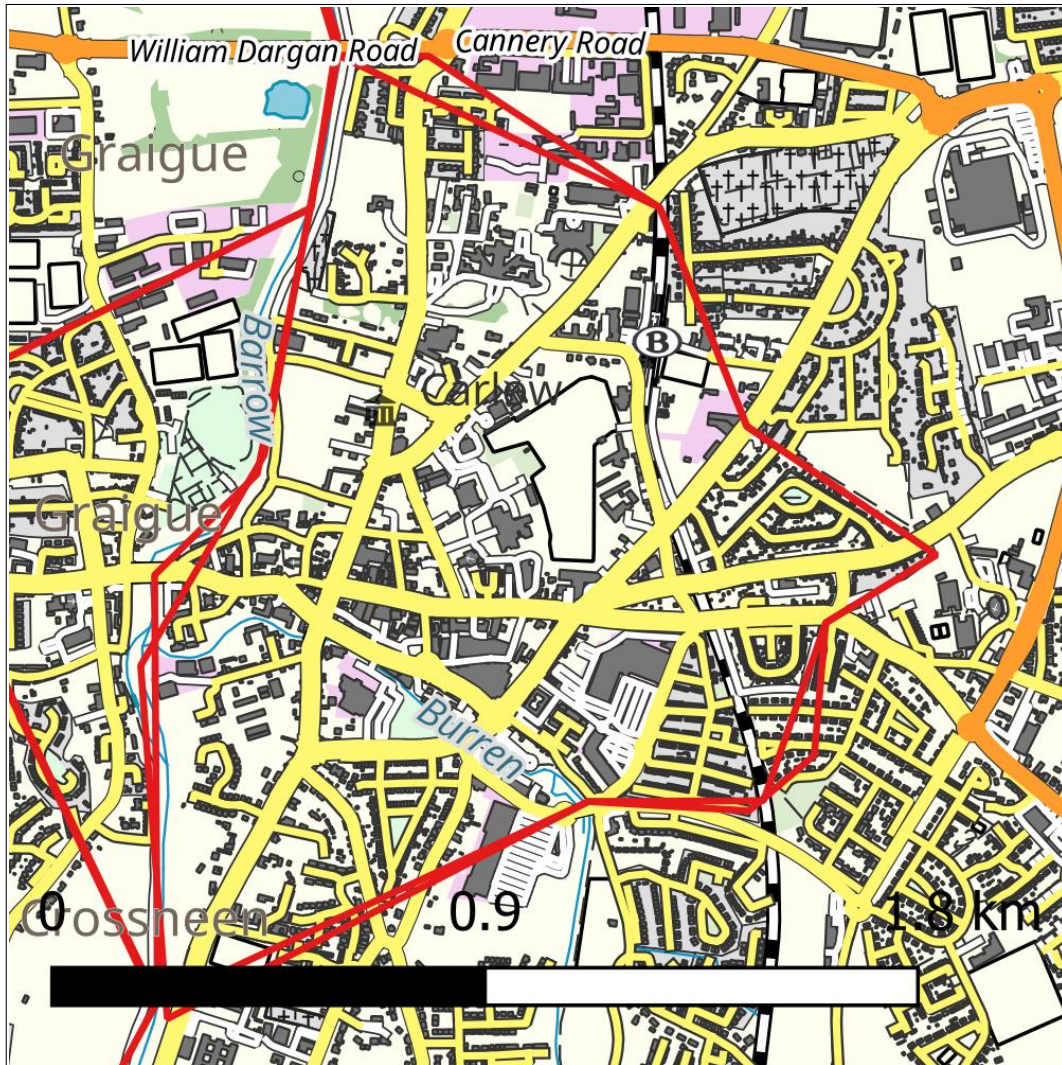 William Dargan Road
Cannery Road
Graigue
B
Barrow
Carlow
Graigue
Burren
Crossneen
0
0.9
1.8 km